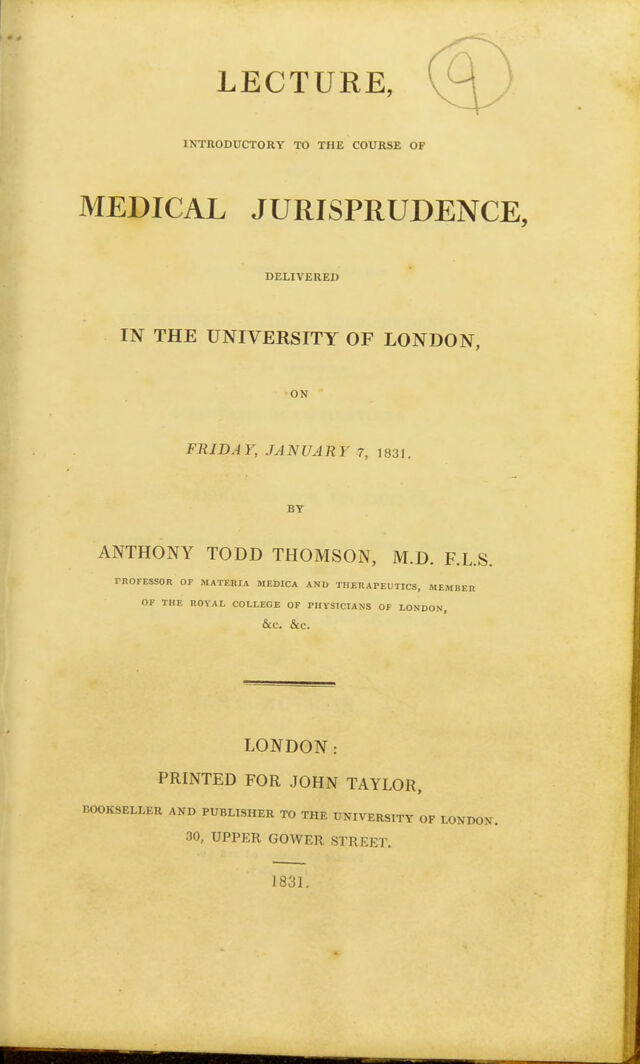 LECTURE,
9
INTRODUCTORY TO THE COURSE OF
MEDICAL JURISPRUDENCE,
DELIVERED
IN THE UNIVERSITY OF LONDON,
ON
FRIDAY, JANUARY 7, 1831.
BY
ANTHONY TODD THOMSON, M.D. F.L.S.
PROFESSOR OF MATERIA MEDICA AND THERAPEUTICS, MEMBER
OF THE ROYAL COLLEGE OF PHYSICIANS OF LONDON,
&c. &c.
LONDON:
PRINTED FOR JOHN TAYLOR,
BOOKSELLER AND PUBLISHER TO THE UNIVERSITY OF LONDON.
30, UPPER GOWER STREET.
1831.